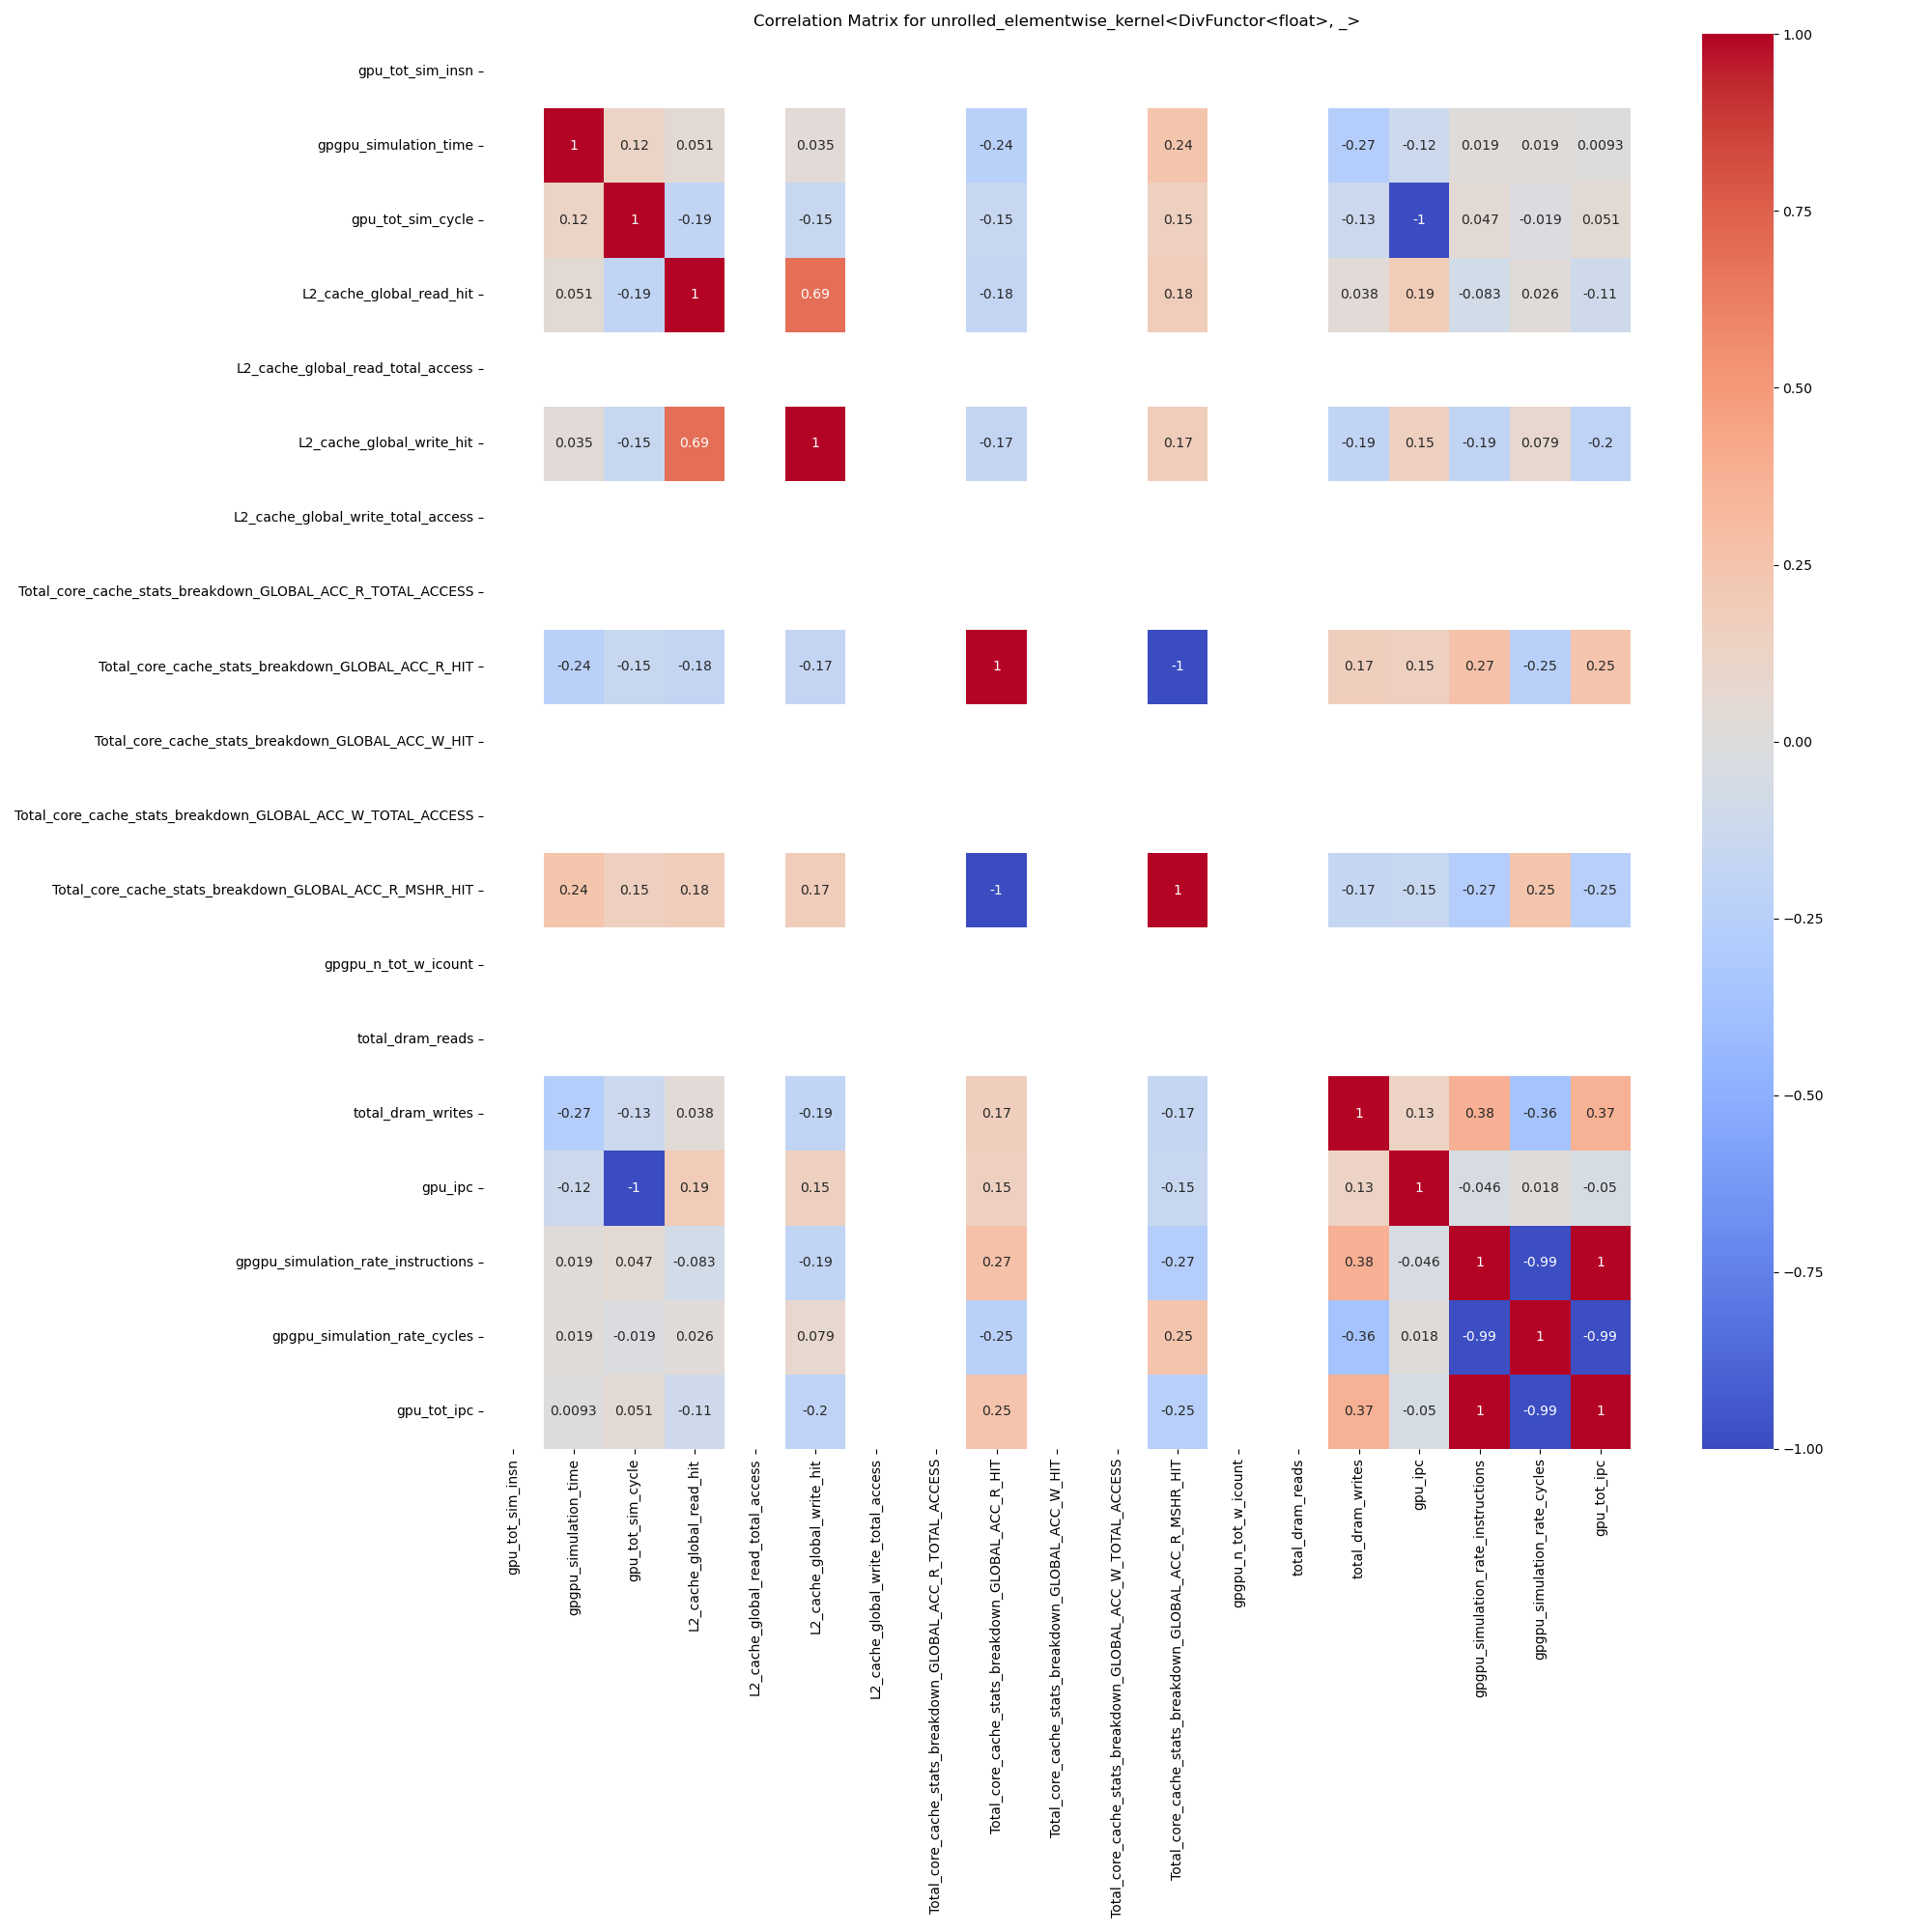 Correlation Matrix for unrolled_elementwise_kernel<DivFunctor<float>, _>
gpu_tot_sim_insn
gpgpu_simulation_time 1 0.12 0.051 0.035 -0.24 0.24 -0.27 -0.12 0.019 0.019 0.0093
gpu_tot_sim_cycle 0.12 1 -0.19 -0.15 -0.15 0.15 -0.13 -1 0.047 -0.019 0.051
L2_cache_global_read_hit 0.051 -0.19 1 0.69 -0.18 0.18 0.038 0.19 -0.083 0.026 -0.11
L2_cache_global_read_total_access
L2_cache_global_write_hit 0.035 -0.15 0.69 1 -0.17 0.17 -0.19 0.15 -0.19 0.079 -0.2
L2_cache_global_write_total_access
Total_core_cache_stats_breakdown_GLOBAL_ACC_R_TOTAL_ACCESS
Total_core_cache_stats_breakdown_GLOBAL_ACC_R_HIT -0.24 -0.15 -0.18 -0.17 1 -1 0.17 0.15 0.27 -0.25 0.25
Total_core_cache_stats_breakdown_GLOBAL_ACC_W_HIT
Total_core_cache_stats_breakdown_GLOBAL_ACC_W_TOTAL_ACCESS
Total_core_cache_stats_breakdown_GLOBAL_ACC_R_MSHR_HIT 0.24 0.15 0.18 0.17 -1 1 -0.17 -0.15 -0.27 0.25 -0.25
gpgpu_n_tot_w_icount
total_dram_reads
total_dram_writes -0.27 -0.13 0.038 -0.19 0.17 -0.17 1 0.13 0.38 -0.36 0.37
gpu_ipc -0.12 -1 0.19 0.15 0.15 -0.15 0.13 1 -0.046 0.018 -0.05
gpgpu_simulation_rate_instructions 0.019 0.047 -0.083 -0.19 0.27 -0.27 0.38 -0.046 1 -0.99 1
gpgpu_simulation_rate_cycles 0.019 -0.019 0.026 0.079 -0.25 0.25 -0.36 0.018 -0.99 1 -0.99
gpu_tot_ipc 0.0093 0.051 -0.11 -0.2 0.25 -0.25 0.37 -0.05 1 -0.99 1
gpu_tot_sim_insn
gpgpu_simulation_time
gpu_tot_sim_cycle
L2_cache_global_read_hit
L2_cache_global_read_total_access
L2_cache_global_write_hit
L2_cache_global_write_total_access
Total_core_cache_stats_breakdown_GLOBAL_ACC_R_TOTAL_ACCESS
Total_core_cache_stats_breakdown_GLOBAL_ACC_R_HIT
Total_core_cache_stats_breakdown_GLOBAL_ACC_W_HIT
Total_core_cache_stats_breakdown_GLOBAL_ACC_W_TOTAL_ACCESS
Total_core_cache_stats_breakdown_GLOBAL_ACC_R_MSHR_HIT
gpgpu_n_tot_w_icount
total_dram_reads
total_dram_writes
gpu_ipc
gpgpu_simulation_rate_instructions
gpgpu_simulation_rate_cycles
gpu_tot_ipc
1.00
0.75
0.50
0.25
0.00
−0.25
−0.50
−0.75
−1.00